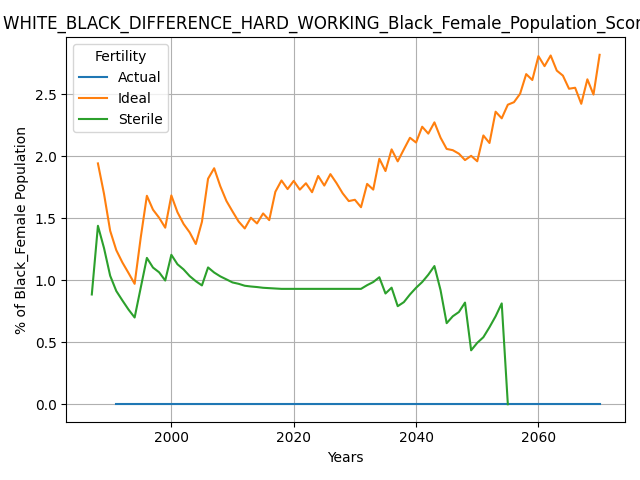 WHITE_BLACK_DIFFERENCE_HARD_WORKING_Black_Female_Population_Scor
Fertility
Actual
Ideal
Sterile
% of Black_Female Population
2.5
2.0
1.5
1.0
0.5
0.0
2000 2020 2040 2060
Years